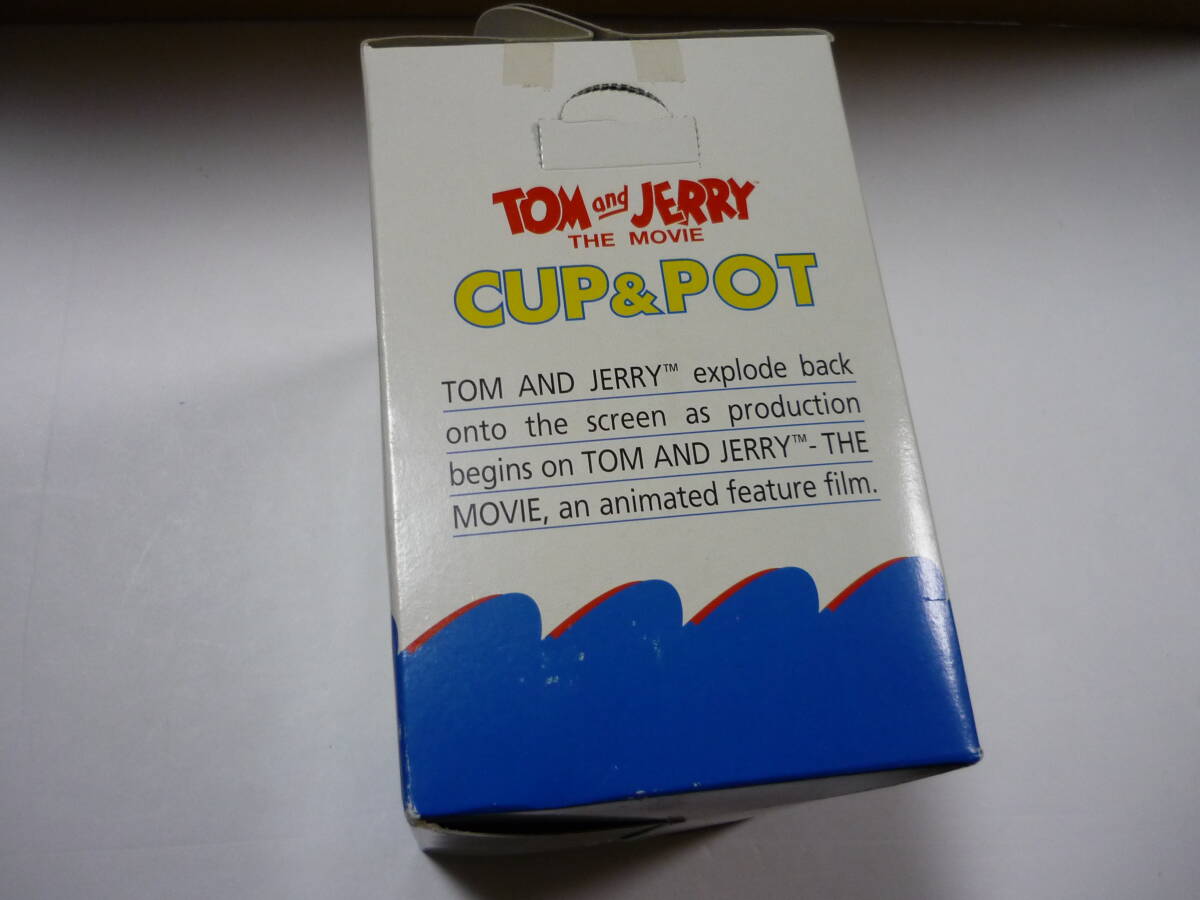 TOM and JERRY™
THE MOVIE
CUP&POT
TOM AND JERRY™ explode back
onto the screen as production
begins on TOM AND JERRY™- THE
MOVIE, an animated feature film.